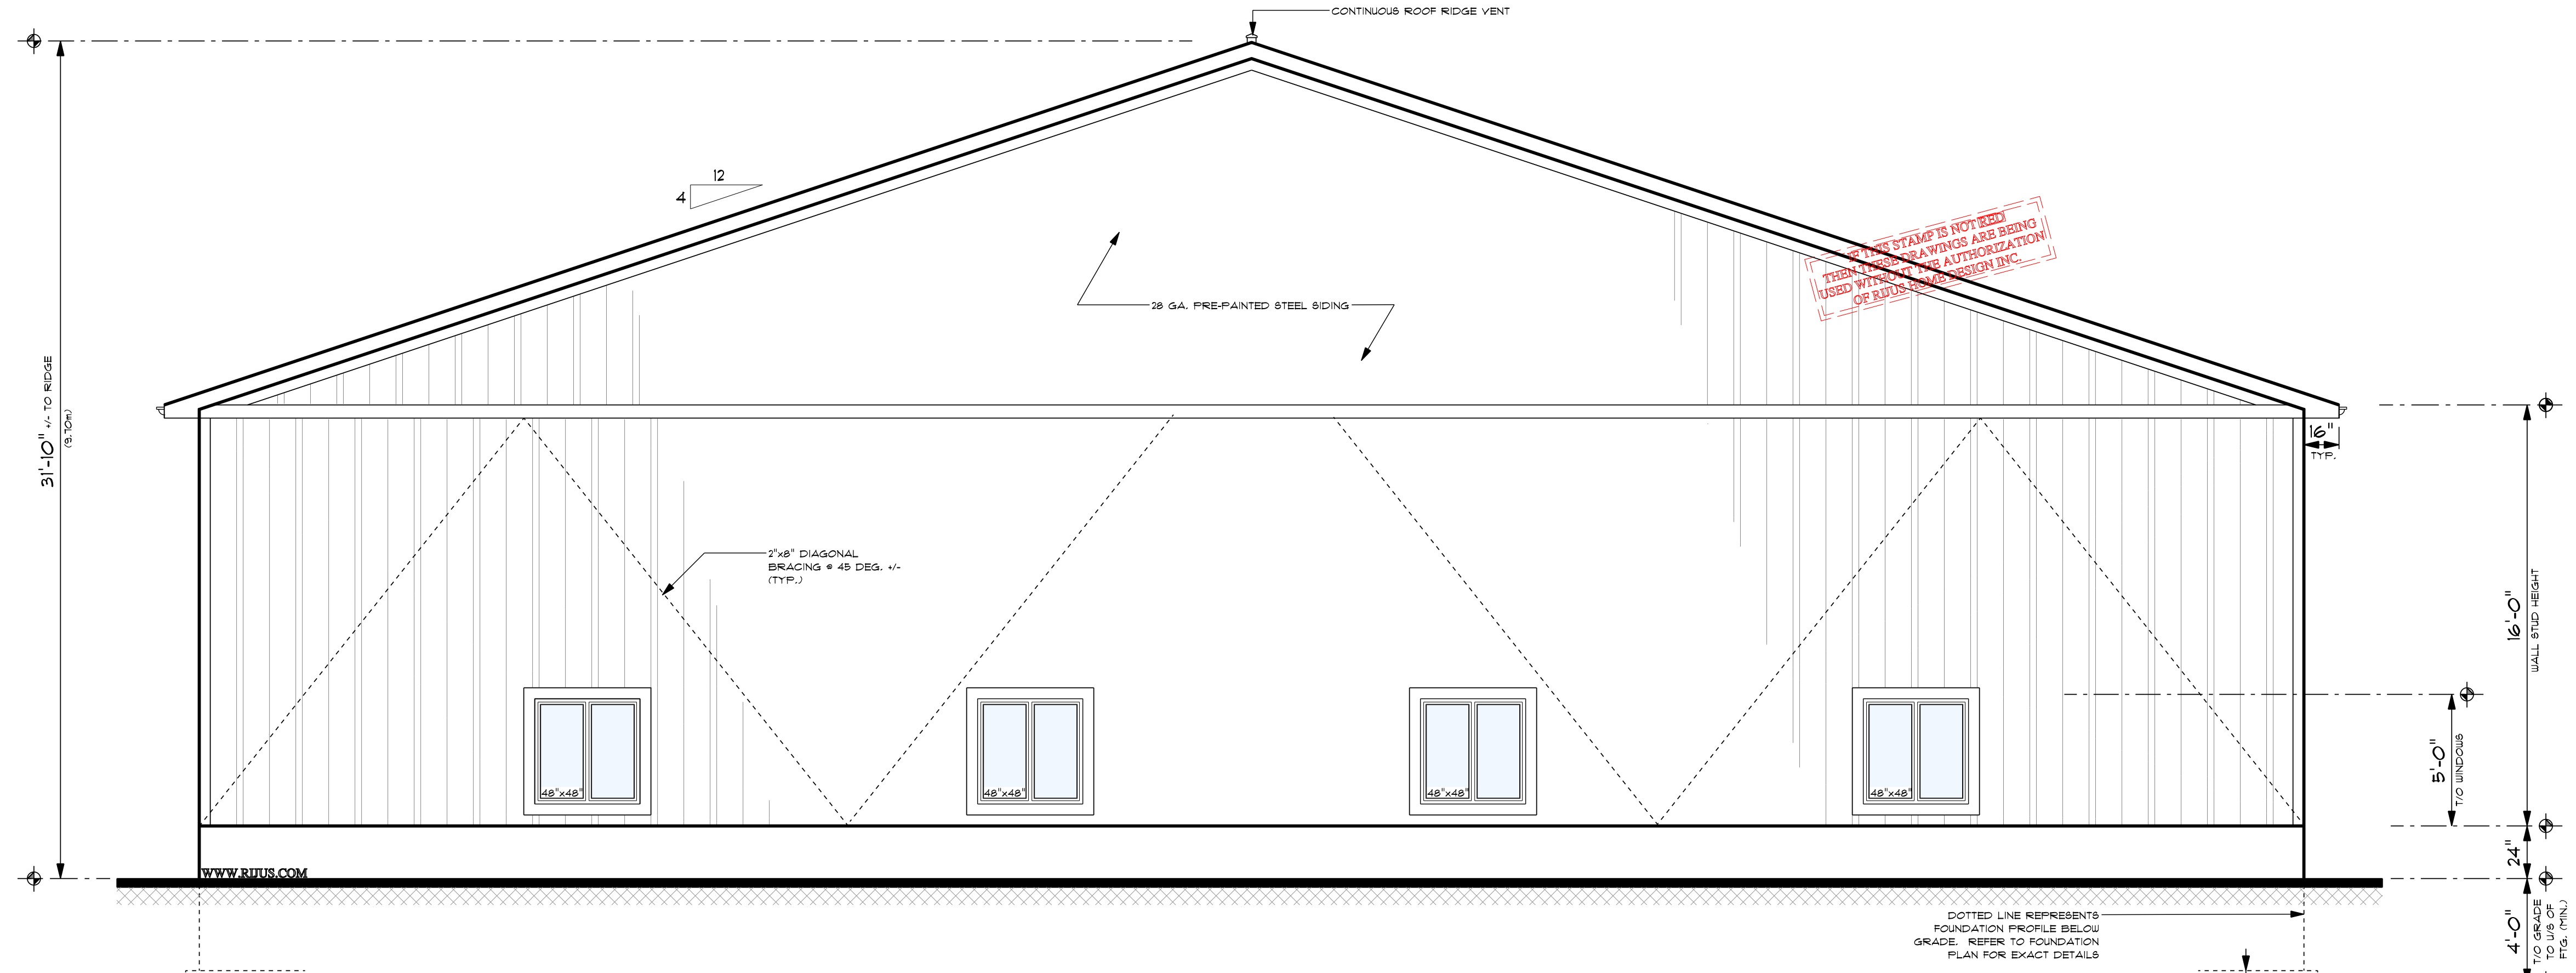 CONTINUOUS ROOF RIDGE VENT
12
4
IF THIS STAMP IS NOT RED
THEN THESE DRAWINGS ARE BEING
USED WITHOUT THE AUTHORIZATION
OF RIJUS HOME DESIGN INC.
28 GA. PRE-PAINTED STEEL SIDING
31'-10" +/- TO RIDGE
(9.70m)
16"
TYP.
2"x8" DIAGONAL
BRACING @ 45 DEG. +/-
(TYP.)
16'-0"
WALL STUD HEIGHT
5'-0"
T/O WINDOWS
48"x48"
48"x48"
48"x48"
48"x48"
24"
WWW.RIJUS.COM
DOTTED LINE REPRESENTS
FOUNDATION PROFILE BELOW
GRADE. REFER TO FOUNDATION
PLAN FOR EXACT DETAILS
4'-0"
T/O GRADE
TO U/S OF
FTG. (MIN.)